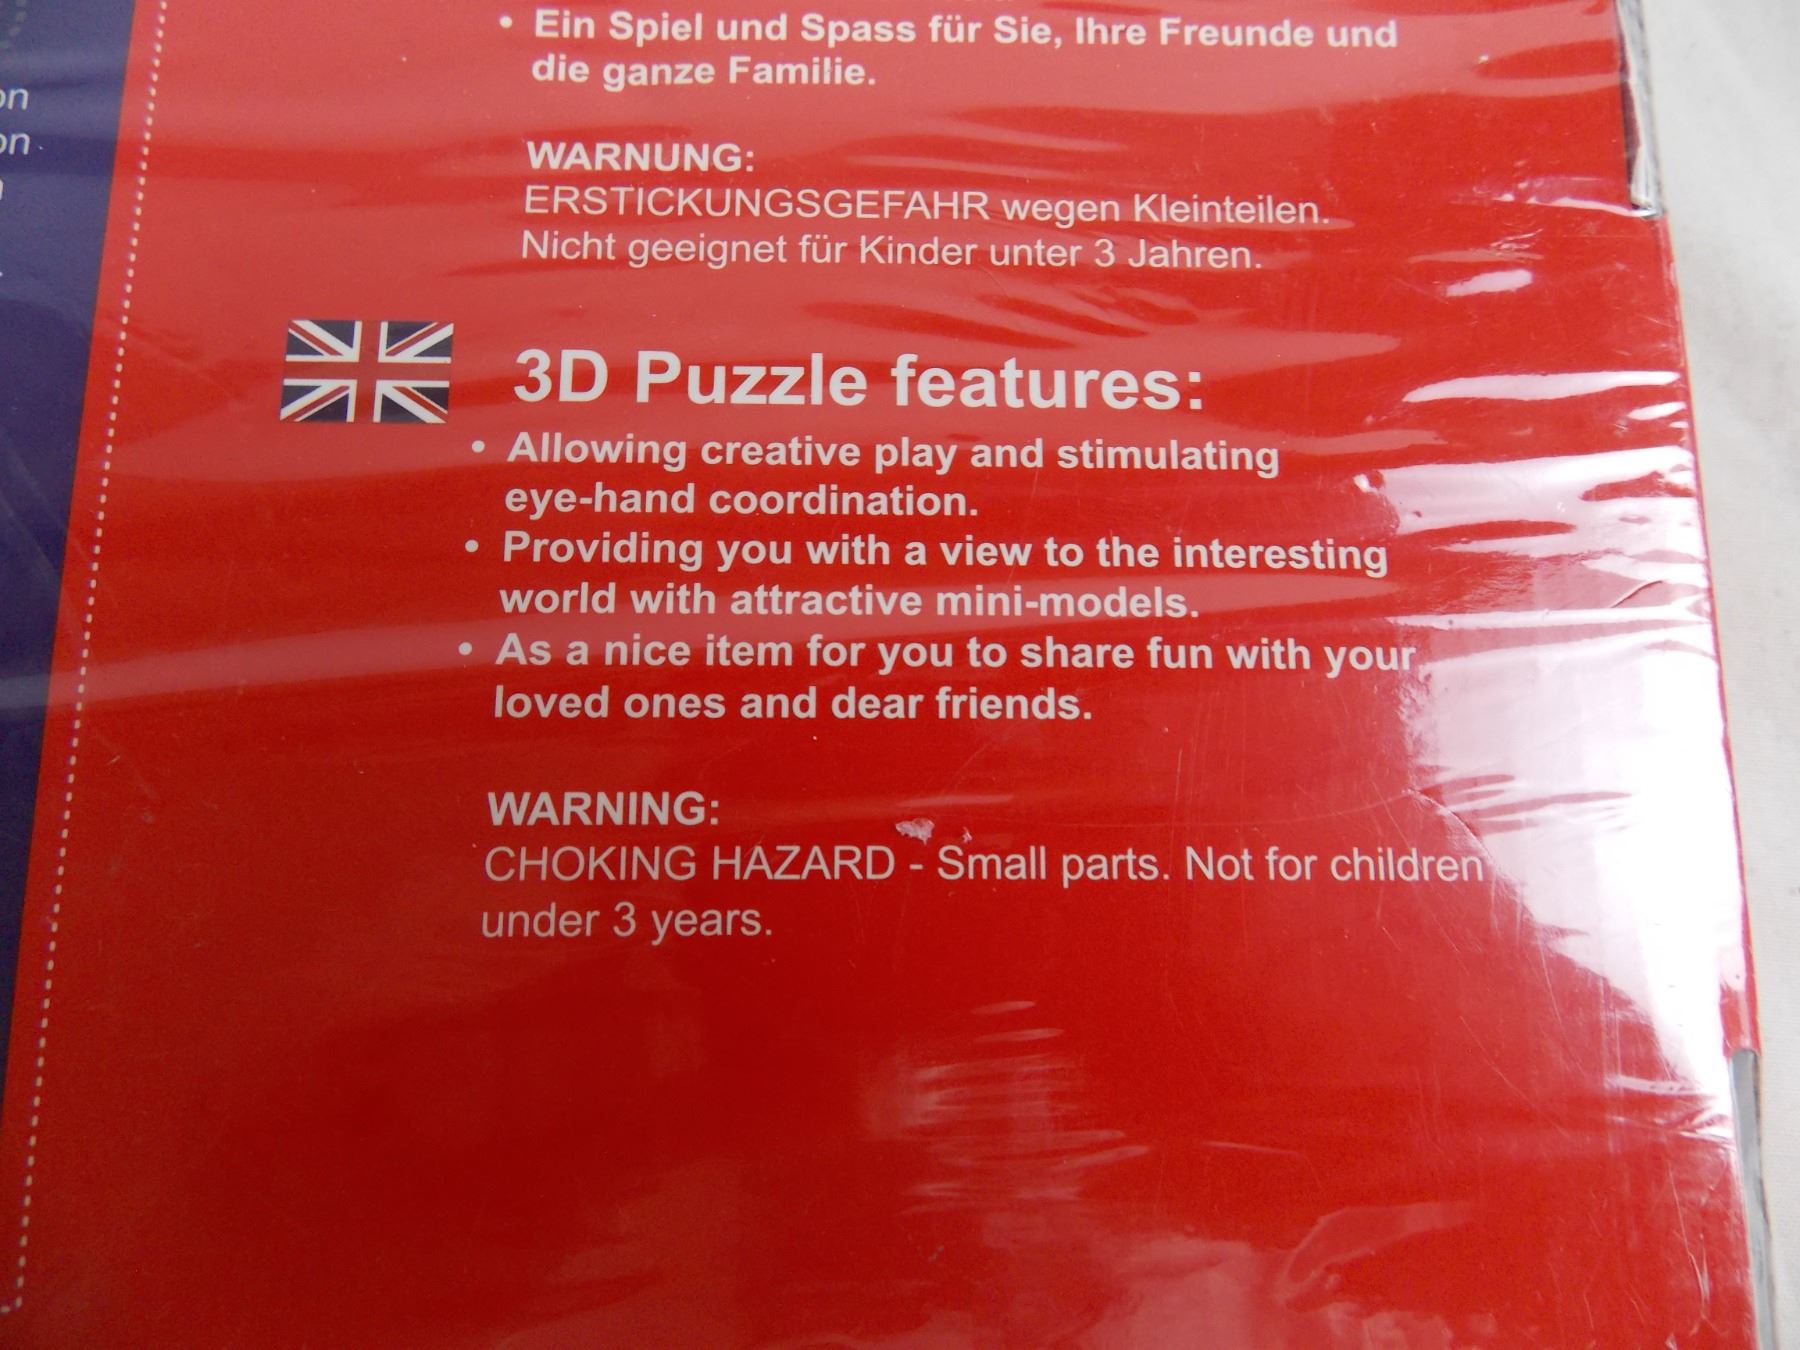 • Ein Spiel und Spass für Sie, Ihre Freunde und
die ganze Familie.
WARNUNG:
ERSTICKUNGSGEFAHR wegen Kleinteilen.
Nicht geeignet für Kinder unter 3 Jahren.
3D Puzzle features:
• Allowing creative play and stimulating
eye-hand coordination.
• Providing you with a view to the interesting
world with attractive mini-models.
• As a nice item for you to share fun with your
loved ones and dear friends.
WARNING:
CHOKING HAZARD - Small parts. Not for children
under 3 years.